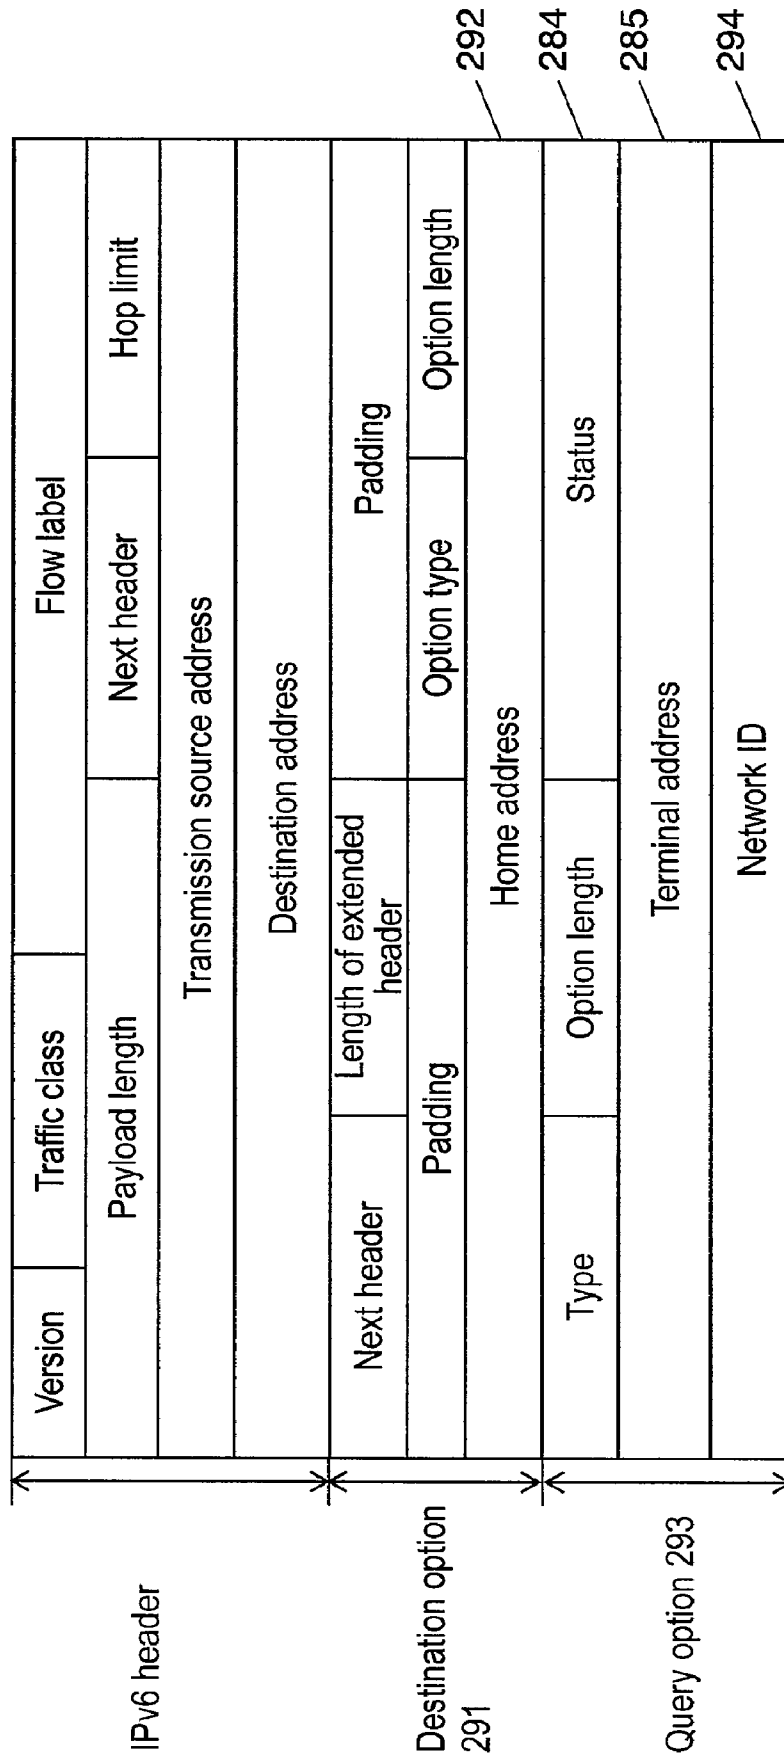 IPv6 header
Version
Traffic class
Flow label
Payload length
Next header
Hop limit
Transmission source address
Destination address
Destination option
291
Next header
Length of extended
header
Padding
Padding
Option type
Option length
Home address
292
Query option 293
Type
Option length
Status
284
Terminal address
285
Network ID
294